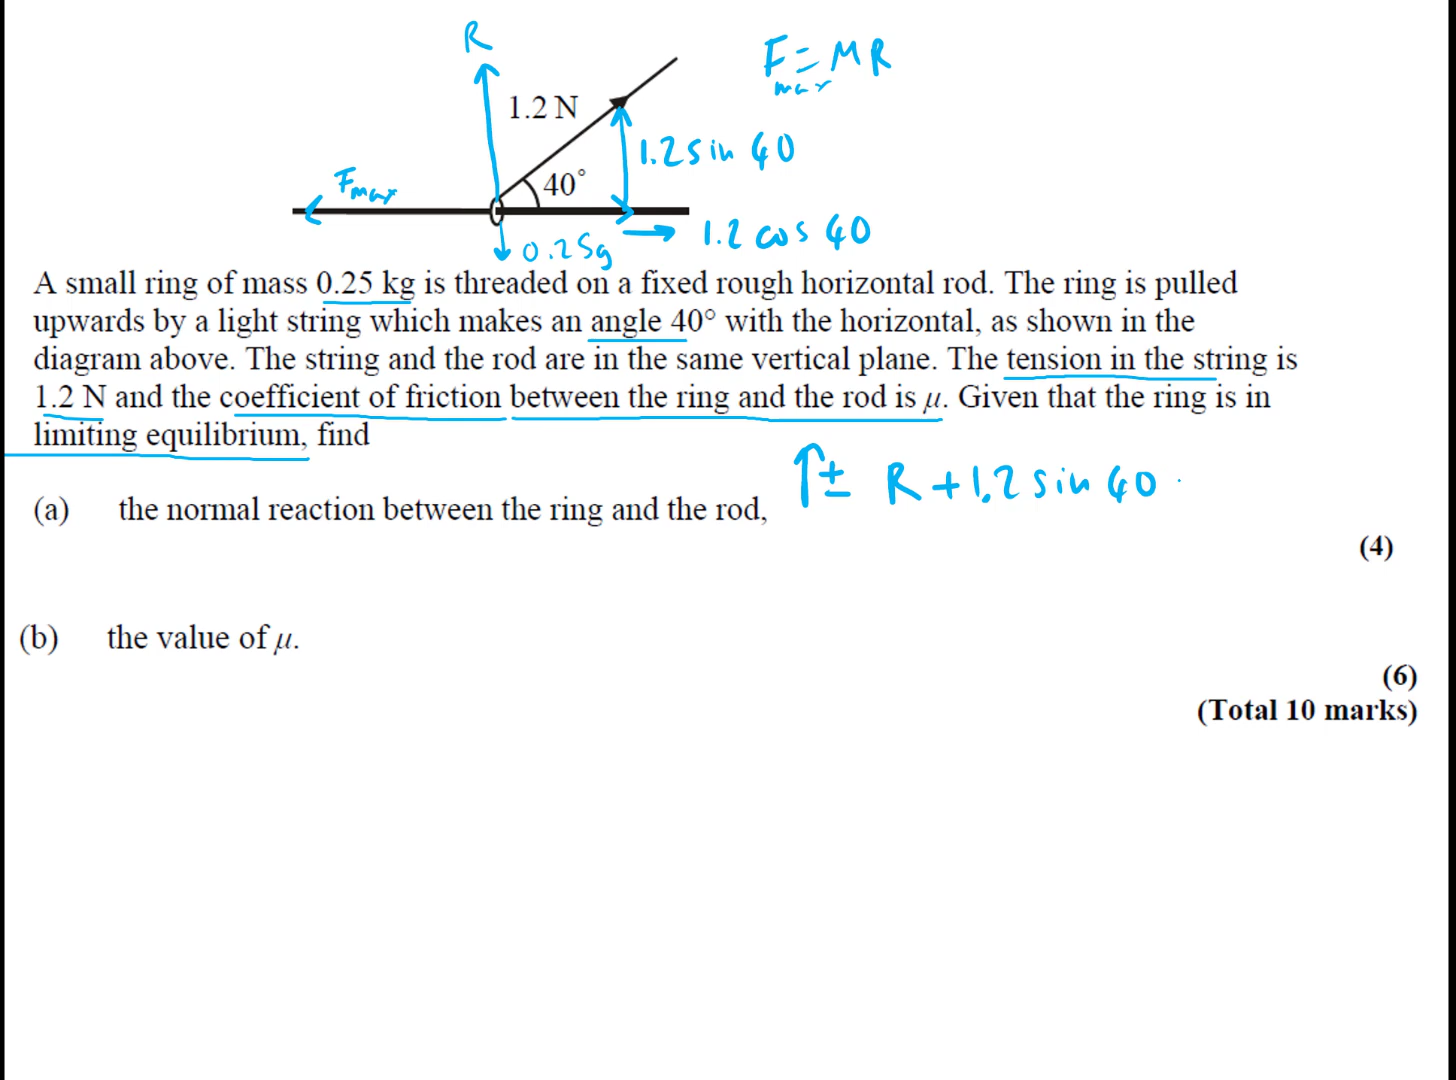 R
F = μR
max
1.2 N
1.2 sin 40
Fmax
40°
1.2 cos 40
0.25g
A small ring of mass 0.25 kg is threaded on a fixed rough horizontal rod. The ring is pulled
upwards by a light string which makes an angle 40° with the horizontal, as shown in the
diagram above. The string and the rod are in the same vertical plane. The tension in the string is
1.2 N and the coefficient of friction between the ring and the rod is μ. Given that the ring is in
limiting equilibrium, find
↑± R + 1.2 sin 40
(a) the normal reaction between the ring and the rod,
(4)
(b) the value of μ.
(6)
(Total 10 marks)